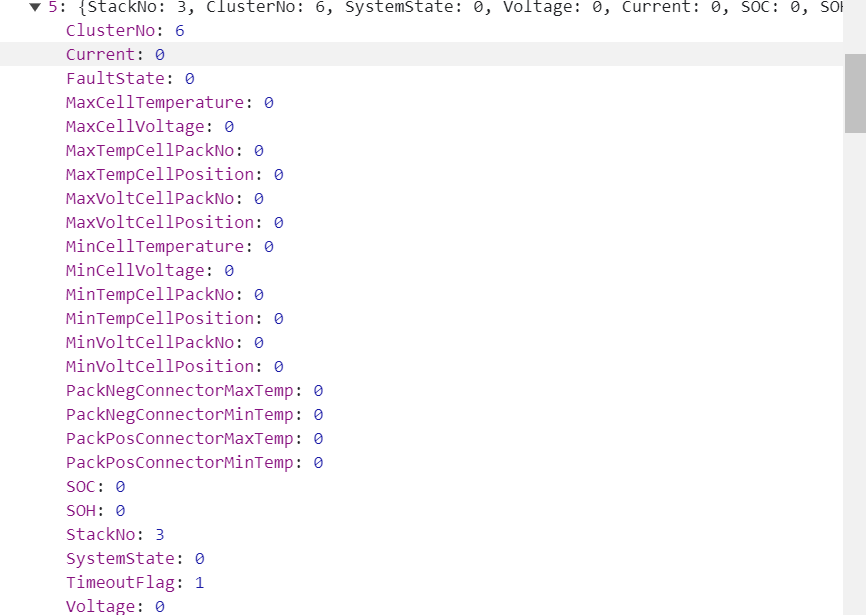 ▼ 5: {StackNo: 3, ClusterNo: 6, SystemState: 0, Voltage: 0, Current: 0, SOC: 0, SOH
ClusterNo: 6
Current: 0
FaultState: 0
MaxCellTemperature: 0
MaxCellVoltage: 0
MaxTempCellPackNo: 0
MaxTempCellPosition: 0
MaxVoltCellPackNo: 0
MaxVoltCellPosition: 0
MinCellTemperature: 0
MinCellVoltage: 0
MinTempCellPackNo: 0
MinTempCellPosition: 0
MinVoltCellPackNo: 0
MinVoltCellPosition: 0
PackNegConnectorMaxTemp: 0
PackNegConnectorMinTemp: 0
PackPosConnectorMaxTemp: 0
PackPosConnectorMinTemp: 0
SOC: 0
SOH: 0
StackNo: 3
SystemState: 0
TimeoutFlag: 1
Voltage: 0